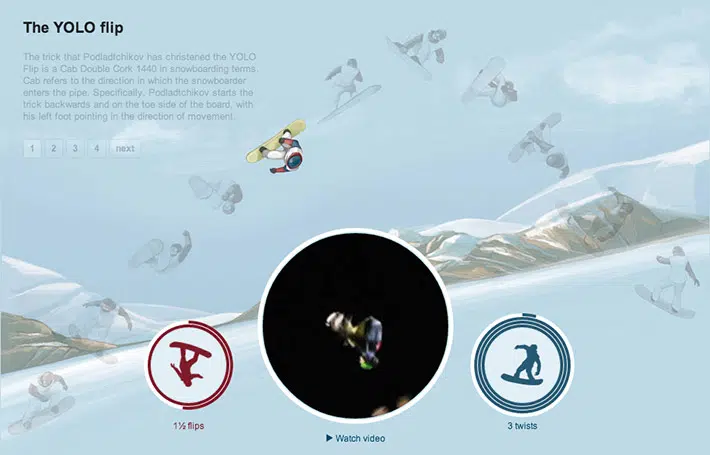 The YOLO flip
The trick that Podladtchikov has christened the YOLO
Flip is a Cab Double Cork 1440 in snowboarding terms.
Cab refers to the direction in which the snowboarder
enters the pipe. Specifically, Podladtchikov starts the
trick backwards and on the toe side of the board, with
his left foot pointing in the direction of movement.
1 2 3 4 next
1½ flips
3 twists
▶ Watch video